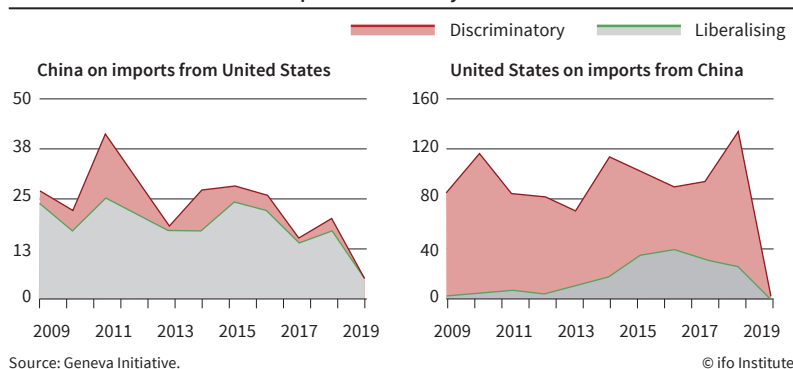 Discriminatory Liberalising
China on imports from United States
50
38
25
13
0
2009 2011 2013 2015 2017 2019
United States on imports from China
160
120
80
40
0
2009 2011 2013 2015 2017 2019
Source: Geneva Initiative.
© ifo Institute